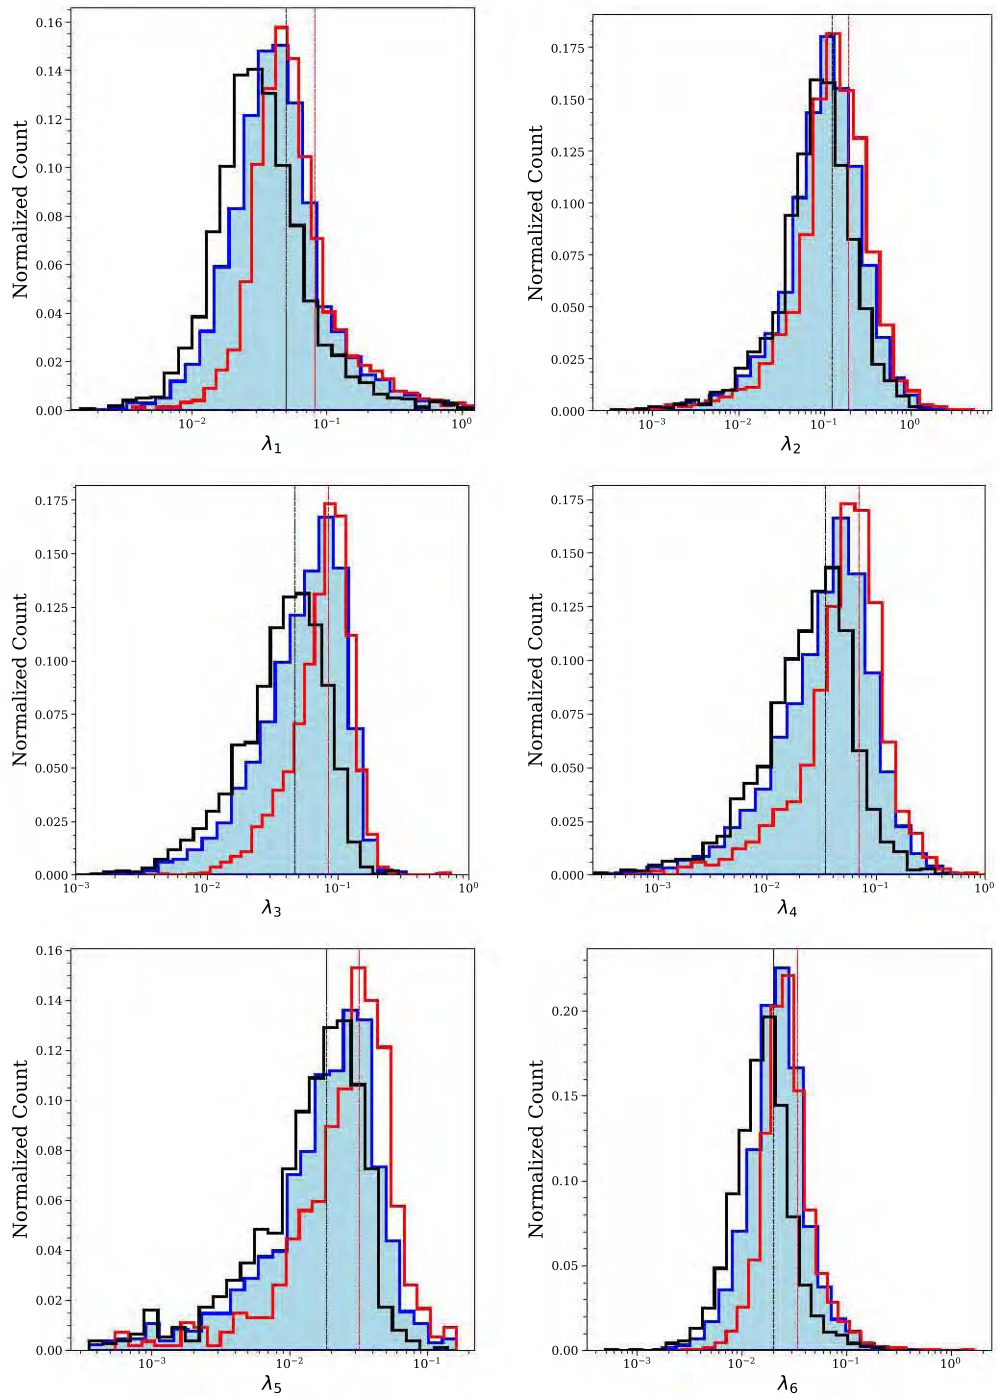 0.16
0.14
0.12
0.10
0.08
0.06
0.04
0.02
0.00
Normalized Count
10⁻² 10⁻¹ 10⁰
λ₁
0.175
0.150
0.125
0.100
0.075
0.050
0.025
0.000
Normalized Count
10⁻³ 10⁻² 10⁻¹ 10⁰
λ₂
0.175
0.150
0.125
0.100
0.075
0.050
0.025
0.000
Normalized Count
10⁻³ 10⁻² 10⁻¹ 10⁰
λ₃
0.175
0.150
0.125
0.100
0.075
0.050
0.025
0.000
Normalized Count
10⁻³ 10⁻² 10⁻¹ 10⁰
λ₄
0.16
0.14
0.12
0.10
0.08
0.06
0.04
0.02
0.00
Normalized Count
10⁻³ 10⁻² 10⁻¹
λ₅
0.20
0.15
0.10
0.05
0.00
Normalized Count
10⁻³ 10⁻² 10⁻¹ 10⁰
λ₆